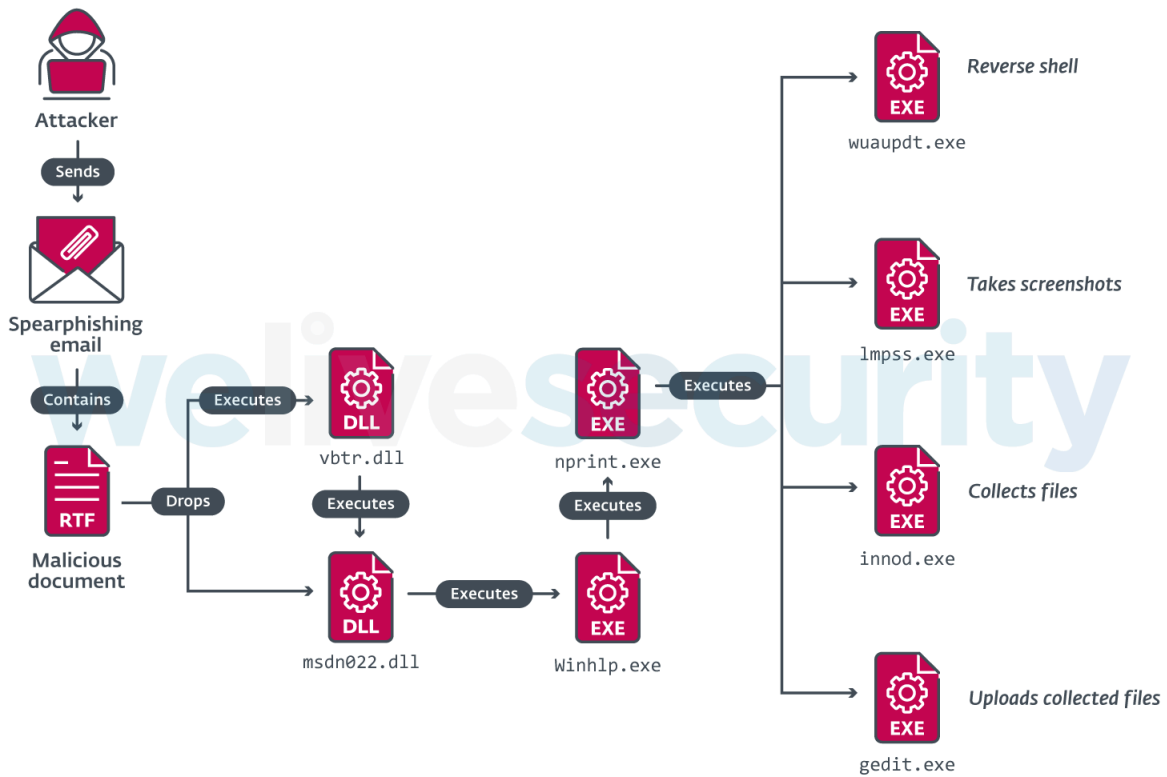 Attacker
Sends
Spearphishing
email
Contains
RTF
Malicious
document
Drops
Executes
DLL
vbtr.dll
Executes
DLL
msdn022.dll
Executes
EXE
Winhlp.exe
Executes
EXE
nprint.exe
Executes
EXE
wuaupdt.exe
Reverse shell
EXE
lmpss.exe
Takes screenshots
EXE
innod.exe
Collects files
EXE
gedit.exe
Uploads collected files
welivesecurity